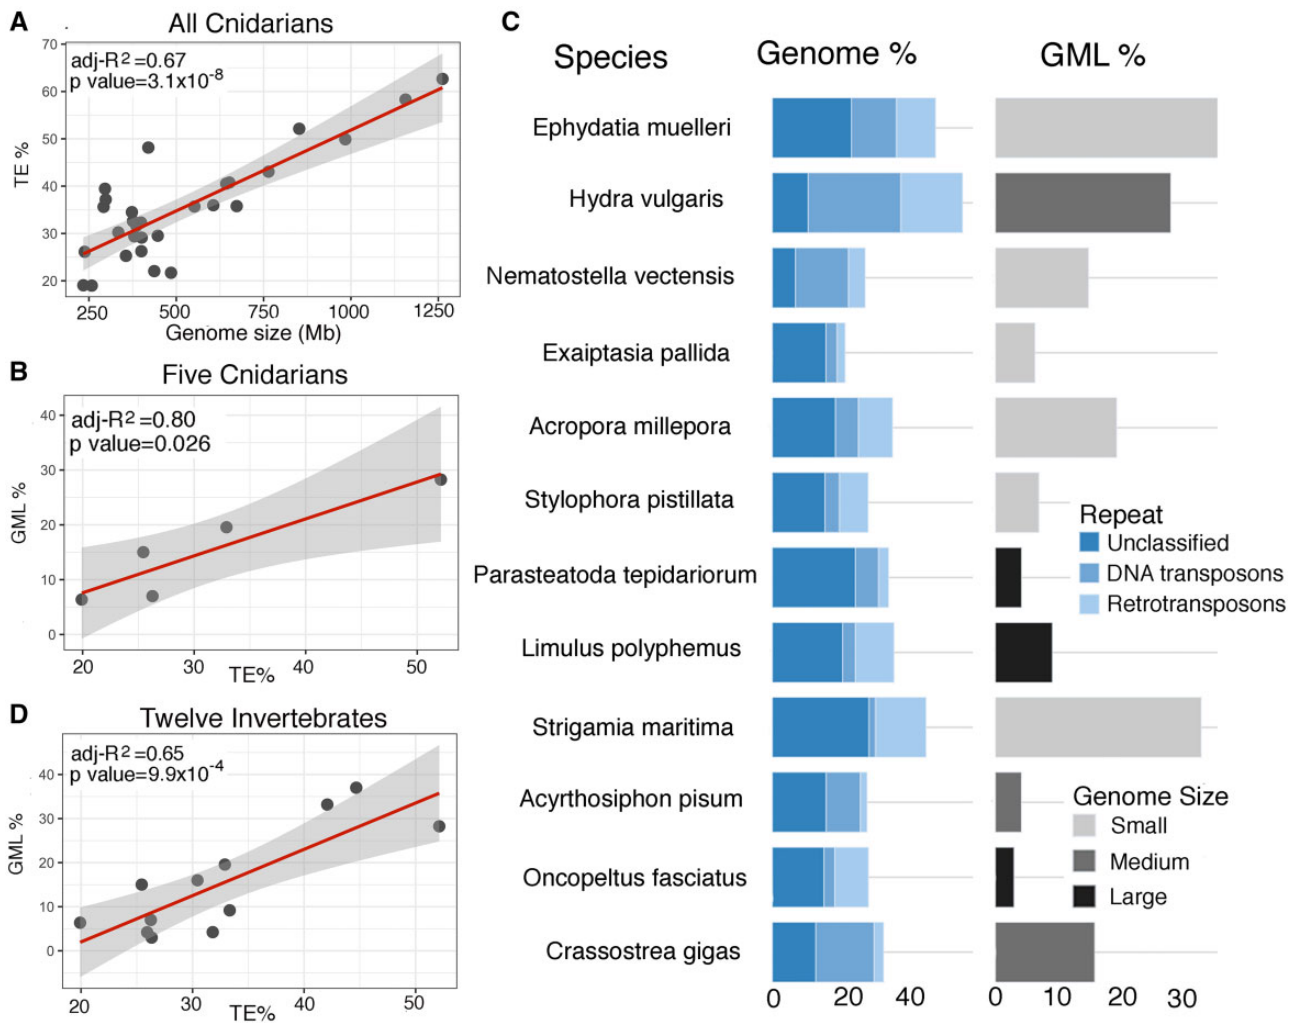 A
All Cnidarians
adj-R2=0.67
p value=3.1x10-8
70
60
50
40
30
20
TE %
250
500
750
1000
1250
Genome size (Mb)
B
Five Cnidarians
adj-R2=0.80
p value=0.026
40
30
20
10
0
GML %
20
30
40
50
TE%
D
Twelve Invertebrates
adj-R2=0.65
p value=9.9x10-4
40
30
20
10
0
GML %
20
30
40
50
TE%
C
Species
Genome %
GML %
Ephydatia muelleri
Hydra vulgaris
Nematostella vectensis
Exaiptasia pallida
Acropora millepora
Stylophora pistillata
Parasteatoda tepidariorum
Limulus polyphemus
Strigamia maritima
Acyrthosiphon pisum
Oncopeltus fasciatus
Crassostrea gigas
0
20
40
0
10
20
30
Repeat
Unclassified
DNA transposons
Retrotransposons
Genome Size
Small
Medium
Large